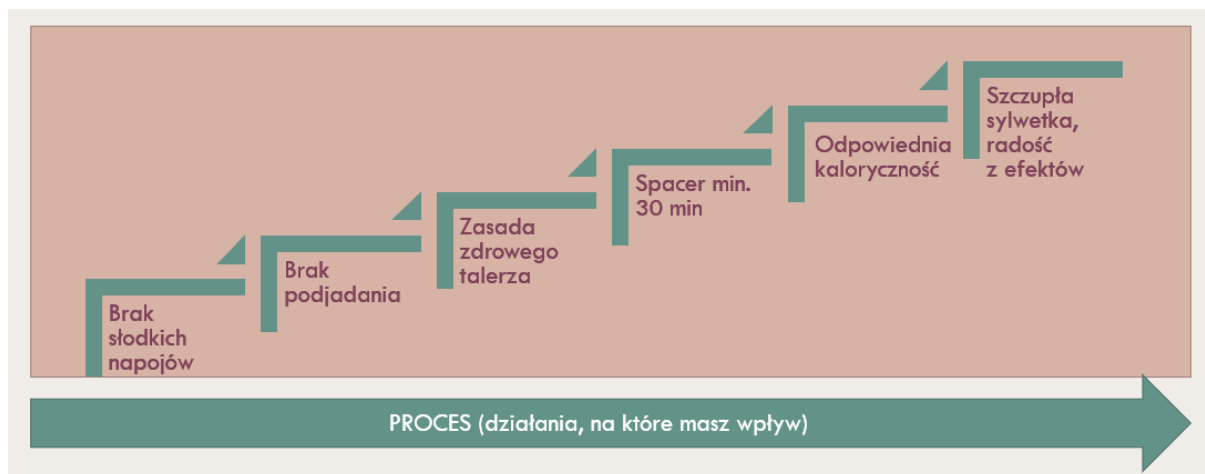 Brak
słodkich
napojów
Brak
podjadania
Zasada
zdrowego
talerza
Spacer min.
30 min
Odpowiednia
kaloryczność
Szczupła
sylwetka,
radość
z efektów
PROCES (działania, na które masz wpływ)